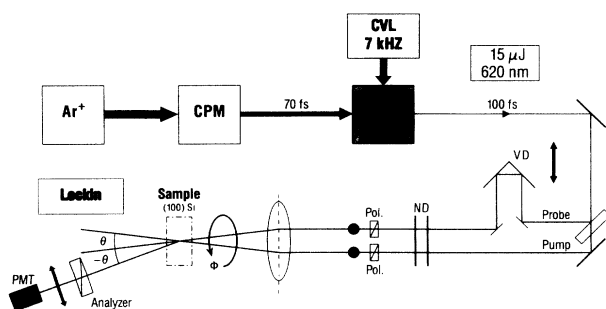 CVL
7 kHZ
15 μJ
620 nm
Ar+
CPM
70 fs
100 fs
VD
Lockin
Sample
(100) Si
Pol.
ND
Probe
Pump
Pol.
θ
-θ
Φ
PMT
Analyzer